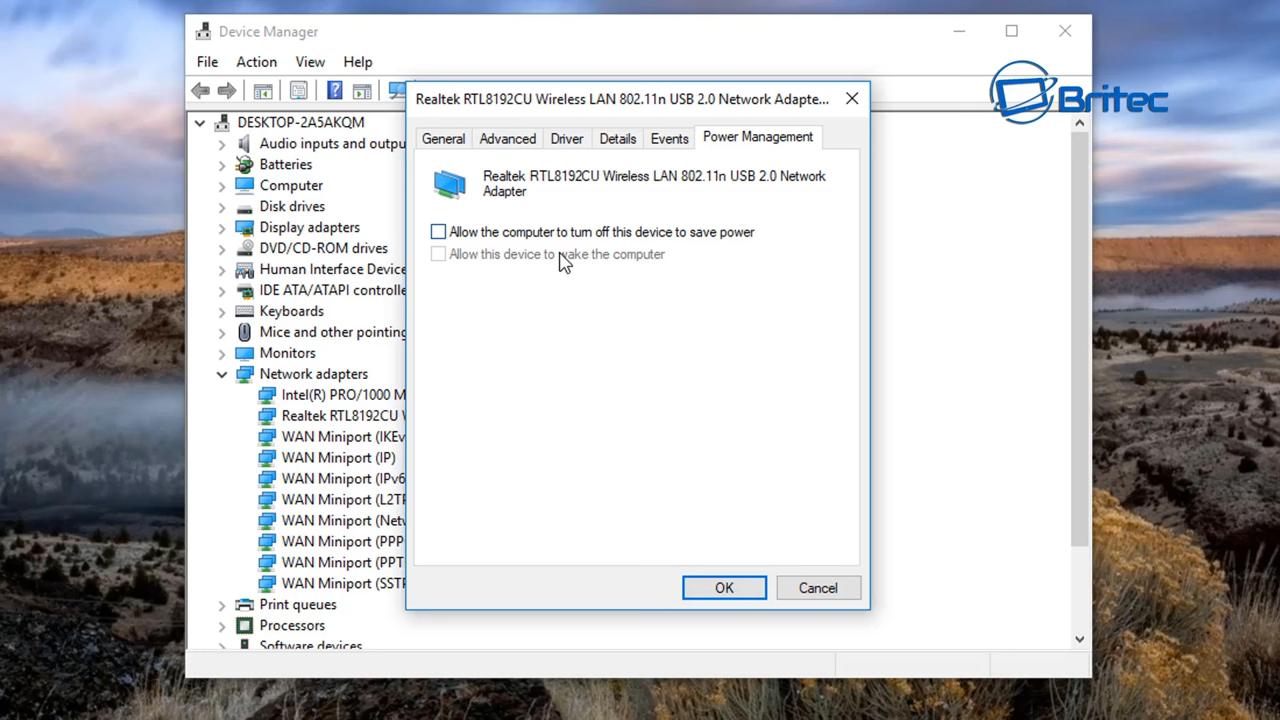 Device Manager
File Action View Help
Britec
DESKTOP-2A5AKQM
Audio inputs and outpu
Batteries
Computer
Disk drives
Display adapters
DVD/CD-ROM drives
Human Interface Device
IDE ATA/ATAPI controlle
Keyboards
Mice and other pointing
Monitors
Network adapters
Intel(R) PRO/1000 M
Realtek RTL8192CU W
WAN Miniport (IKEv
WAN Miniport (IP)
WAN Miniport (IPv6
WAN Miniport (L2TP
WAN Miniport (Netw
WAN Miniport (PPP
WAN Miniport (PPT
WAN Miniport (SSTP
Print queues
Processors
Software devices
Realtek RTL8192CU Wireless LAN 802.11n USB 2.0 Network Adapte...
General Advanced Driver Details Events Power Management
Realtek RTL8192CU Wireless LAN 802.11n USB 2.0 Network
Adapter
Allow the computer to turn off this device to save power
Allow this device to wake the computer
OK Cancel